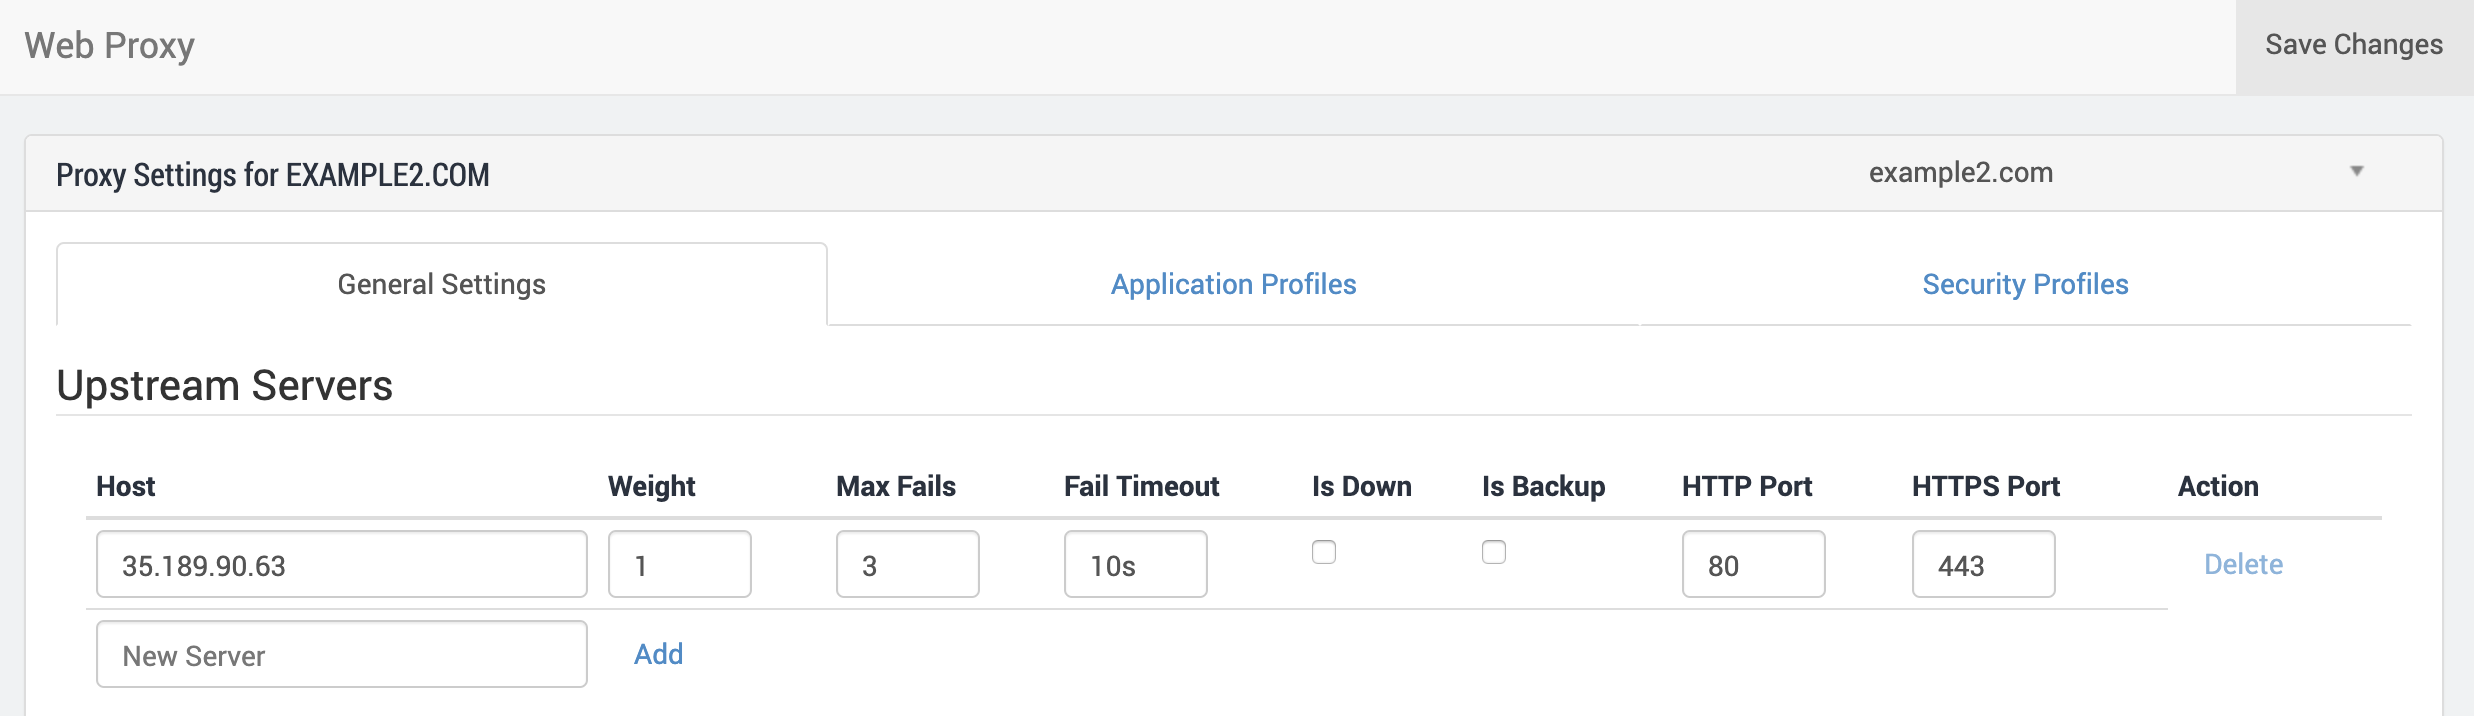 Web Proxy
Save Changes
Proxy Settings for EXAMPLE2.COM
example2.com
General Settings
Application Profiles
Security Profiles
Upstream Servers
Host Weight Max Fails Fail Timeout Is Down Is Backup HTTP Port HTTPS Port Action
35.189.90.63 1 3 10s 80 443 Delete
New Server Add